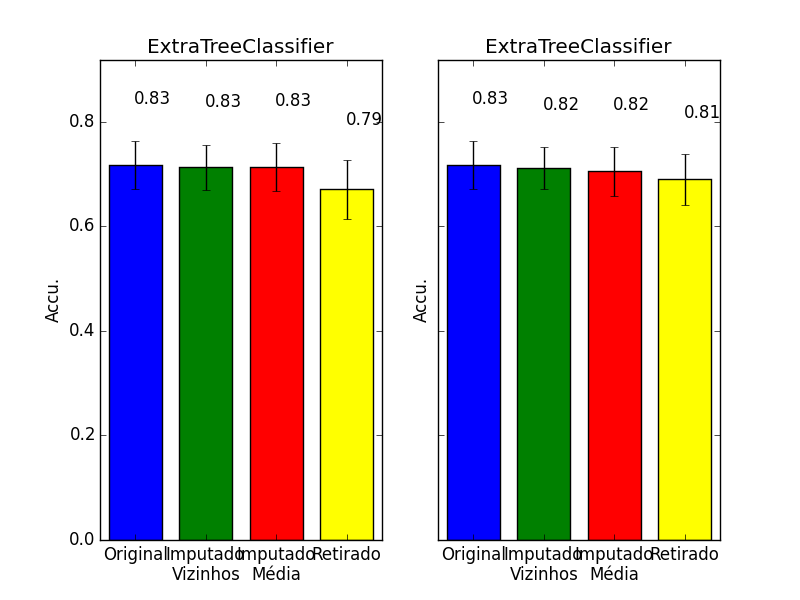 ExtraTreeClassifier
0.83
0.83
0.83
0.79
0.8
0.6
0.4
0.2
0.0
Accu.
Original
Imputado
Vizinhos
Imputado
Média
Retirado
ExtraTreeClassifier
0.83
0.82
0.82
0.81
Accu.
Original
Imputado
Vizinhos
Imputado
Média
Retirado